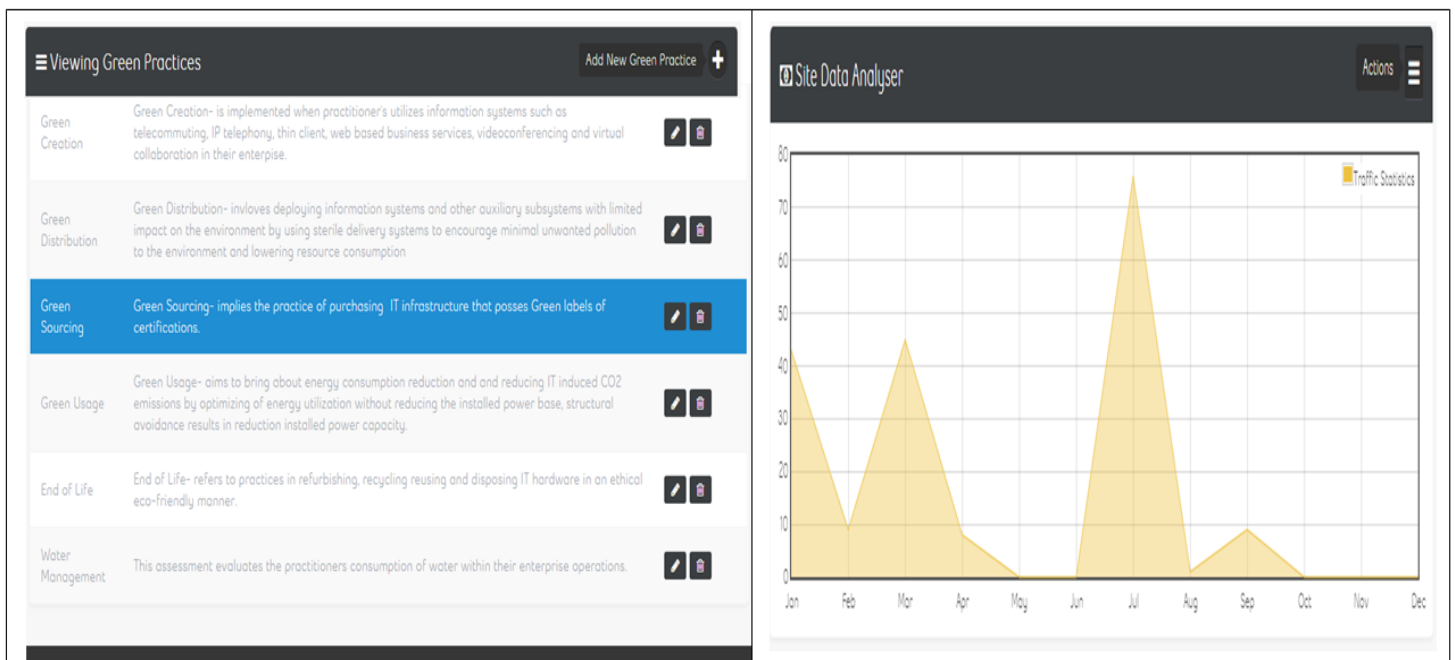 Viewing Green Practices
Add New Green Practice
Green
Creation
Green Creation- is implemented when practitioner's utilizes information systems such as
telecommuting, IP telephony, thin client, web based business services, videoconferencing and virtual
collaboration in their enterpise.
Green
Distribution
Green Distribution- invloves deploying information systems and other auxiliary subsystems with limited
impact on the environment by using sterile delivery systems to encourage minimal unwanted pollution
to the environment and lowering resource consumption
Green
Sourcing
Green Sourcing- implies the practice of purchasing IT infrastructure that posses Green labels of
certifications.
Green Usage
Green Usage- aims to bring about energy consumption reduction and and reducing IT induced CO2
emissions by optimizing of energy utilization without reducing the installed power base, structural
avoidance results in reduction installed power capacity.
End of Life
End of Life- refers to practices in refurbishing, recycling reusing and disposing IT hardware in an ethical
eco-friendly manner.
Water
Management
This assessment evaluates the practitioners consumption of water within their enterprise operations.
Site Data Analyser
Actions
Traffic Statistics
80
70
60
50
40
30
20
10
0
Jan Feb Mar Apr May Jun Jul Aug Sep Oct Nov Dec